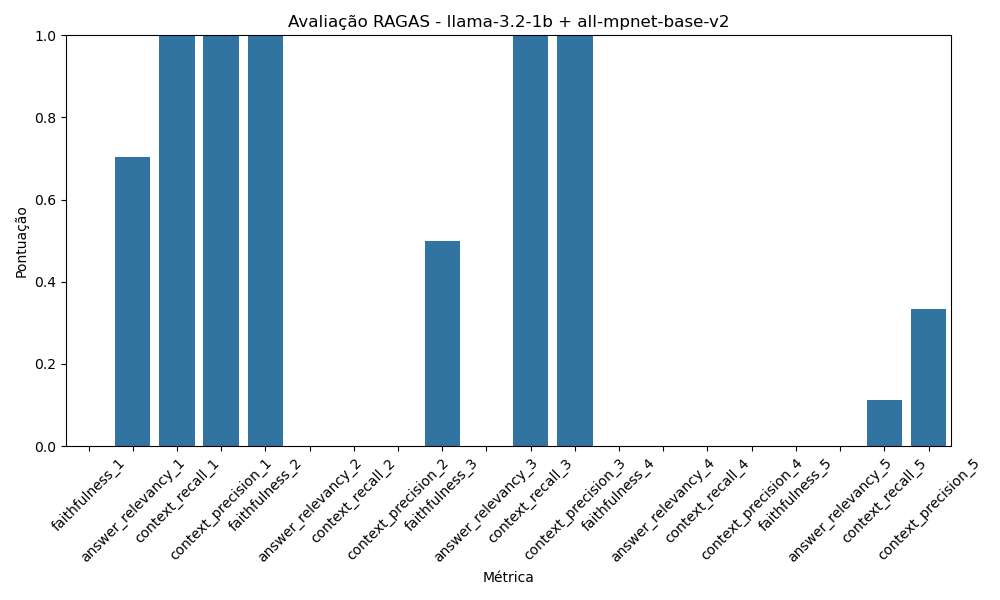 Avaliação RAGAS - llama-3.2-1b + all-mpnet-base-v2
Pontuação
1.0
0.8
0.6
0.4
0.2
0.0
faithfulness_1
answer_relevancy_1
context_recall_1
context_precision_1
faithfulness_2
answer_relevancy_2
context_recall_2
context_precision_2
faithfulness_3
answer_relevancy_3
context_recall_3
context_precision_3
faithfulness_4
answer_relevancy_4
context_recall_4
context_precision_4
faithfulness_5
answer_relevancy_5
context_recall_5
context_precision_5
Métrica